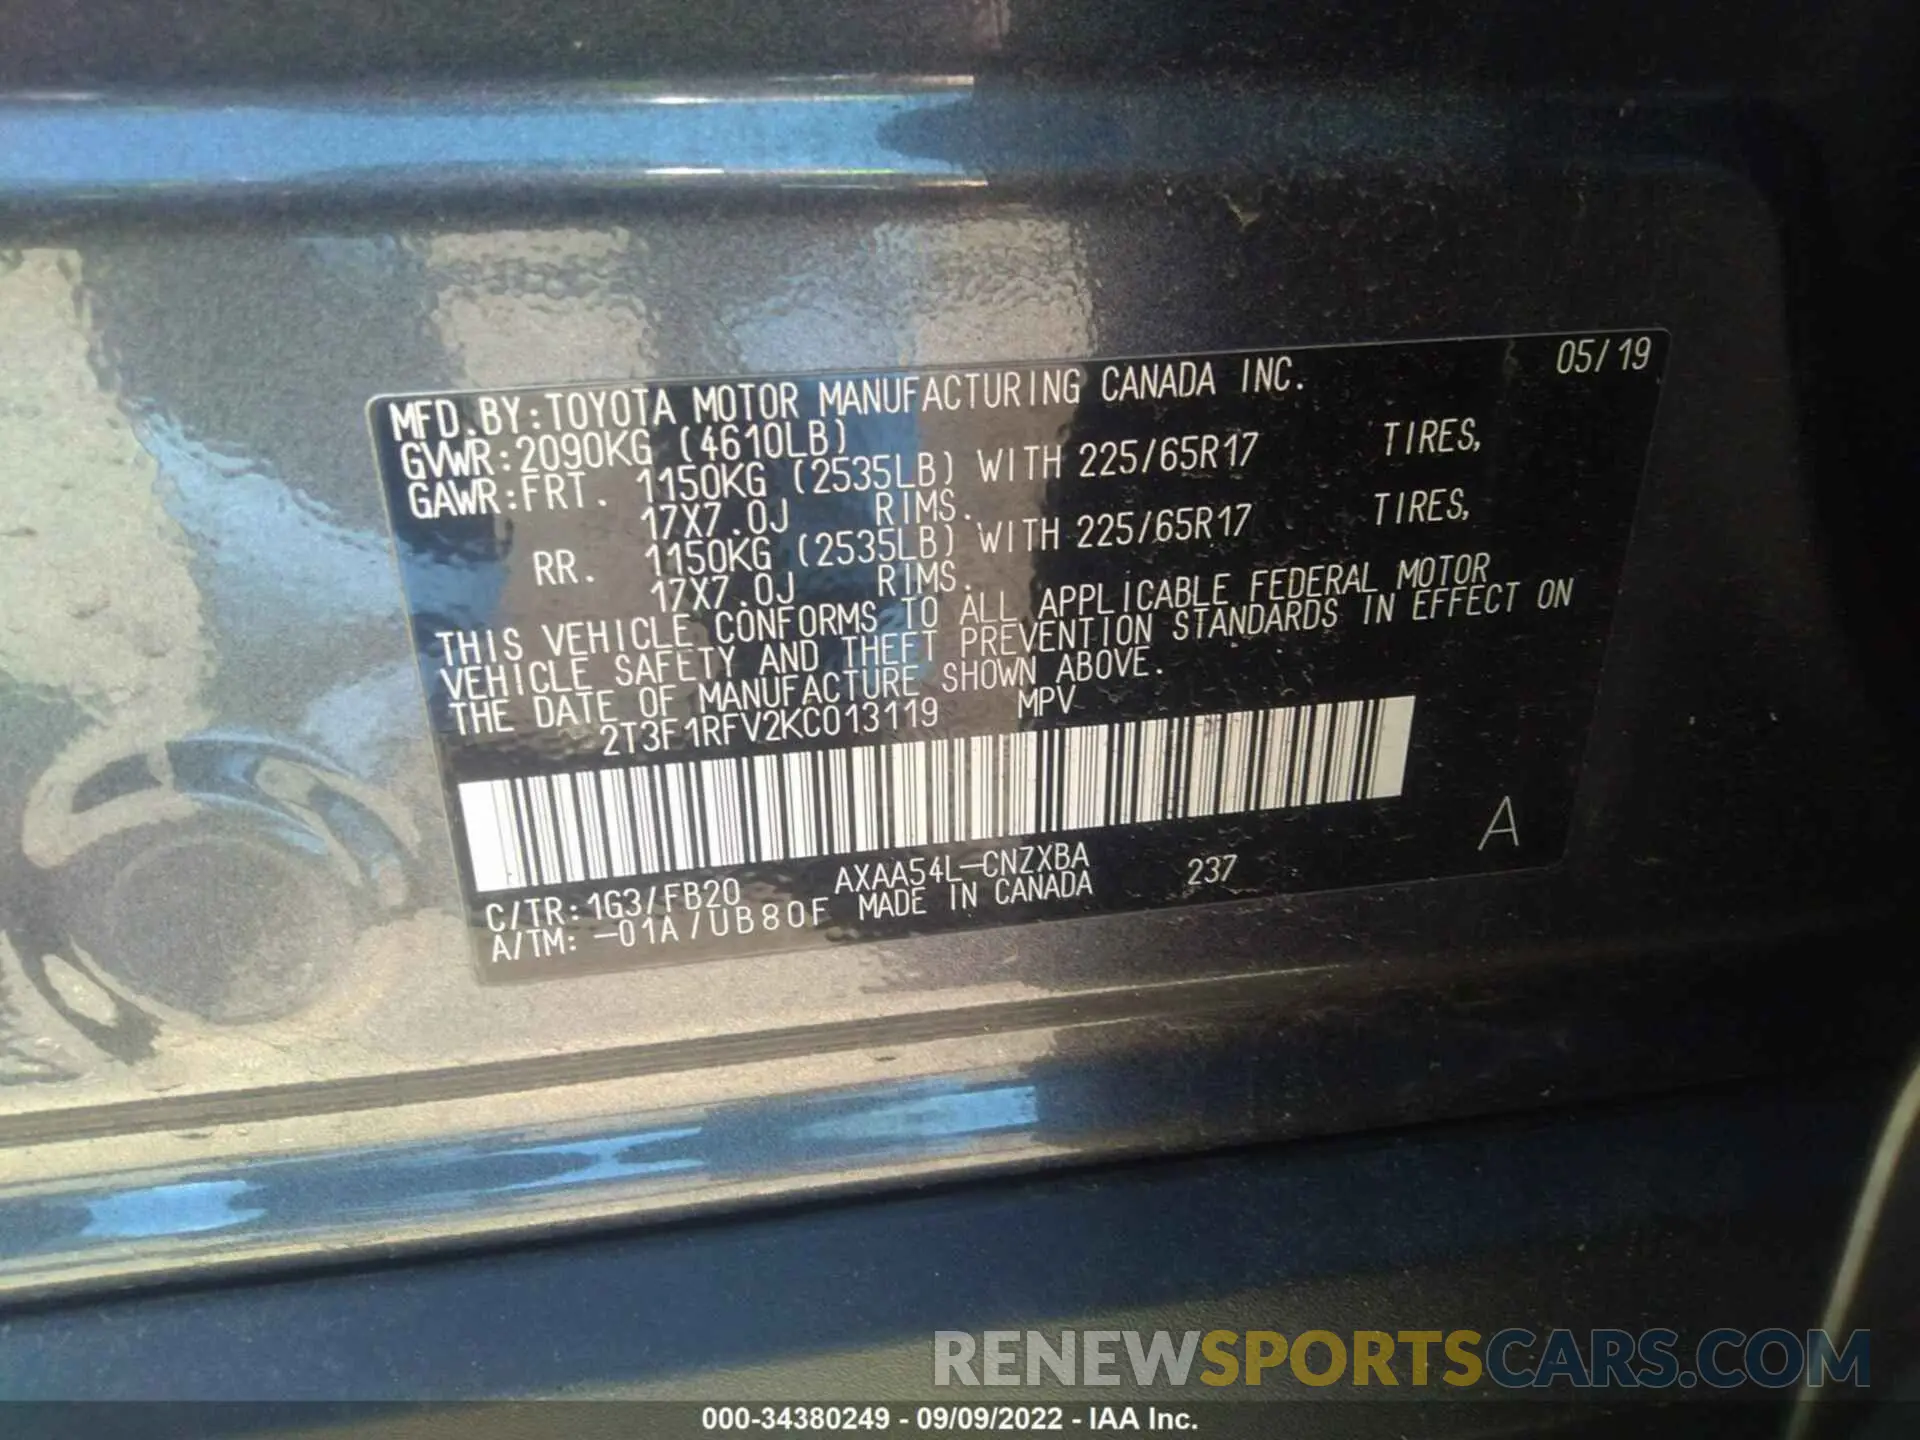 05/19
MFD.BY:TOYOTA MOTOR MANUFACTURING CANADA INC.
GVWR:2090KG (4610LB)
GAWR:FRT. 1150KG (2535LB) WITH 225/65R17 TIRES,
17X7.0J RIMS.
RR. 1150KG (2535LB) WITH 225/65R17 TIRES,
17X7.0J RIMS.
THIS VEHICLE CONFORMS TO ALL APPLICABLE FEDERAL MOTOR
VEHICLE SAFETY AND THEFT PREVENTION STANDARDS IN EFFECT ON
THE DATE OF MANUFACTURE SHOWN ABOVE.
2T3F1RFV2KC013119 MPV
A
C/TR:1G3/FB20 AXAA54L-CNZXBA 237
A/TM: -01A/UB80F MADE IN CANADA
RENEWSPORTSCARS.COM
000-34380249 - 09/09/2022 - IAA Inc.